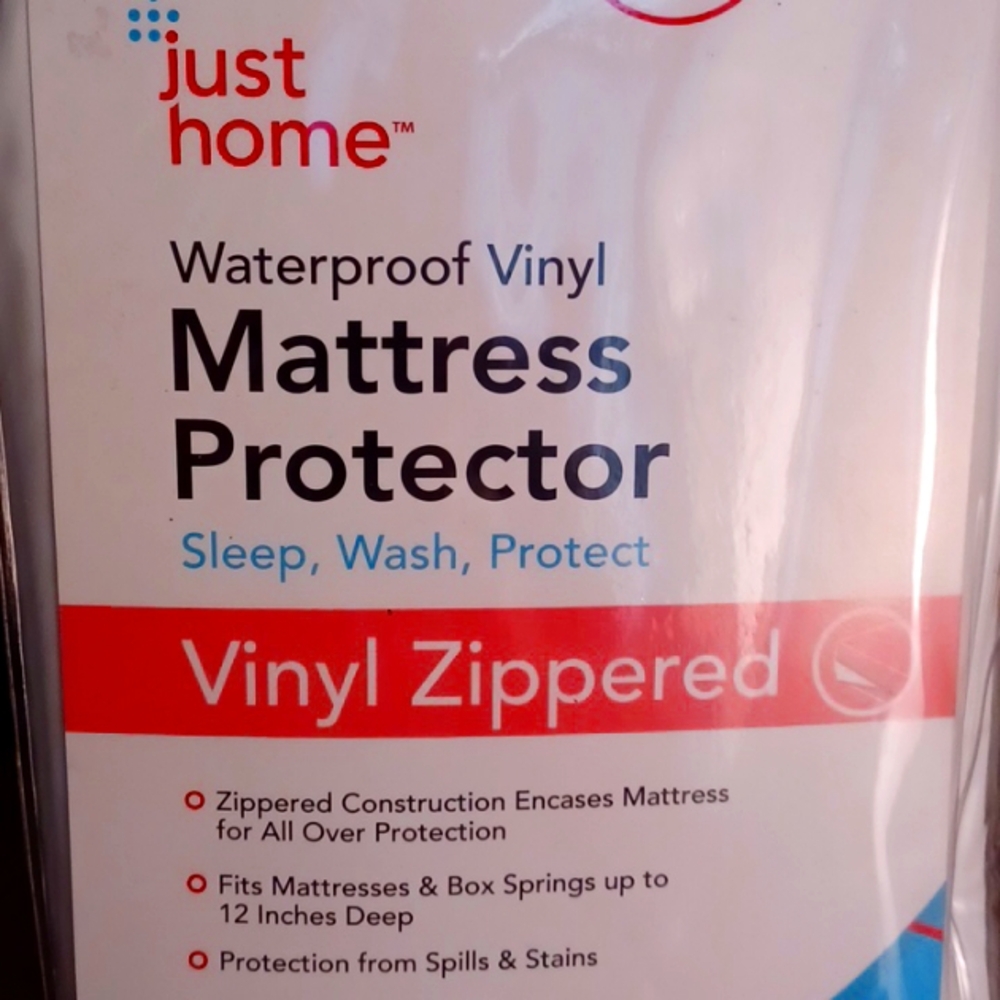 just
home™
Waterproof Vinyl
Mattress
Protector
Sleep, Wash, Protect
Vinyl Zippered
Zippered Construction Encases Mattress
for All Over Protection
Fits Mattresses & Box Springs up to
12 Inches Deep
Protection from Spills & Stains